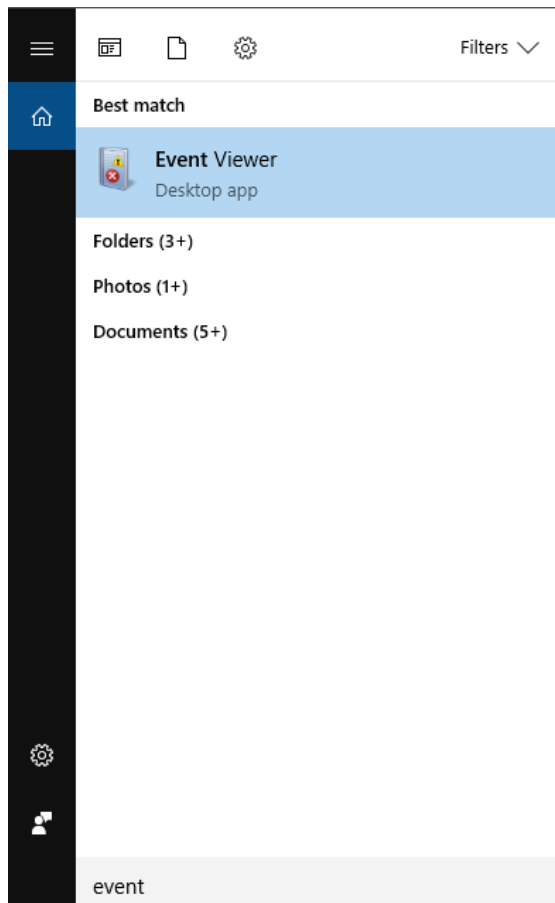 Filters
Best match
Event Viewer
Desktop app
Folders (3+)
Photos (1+)
Documents (5+)
event